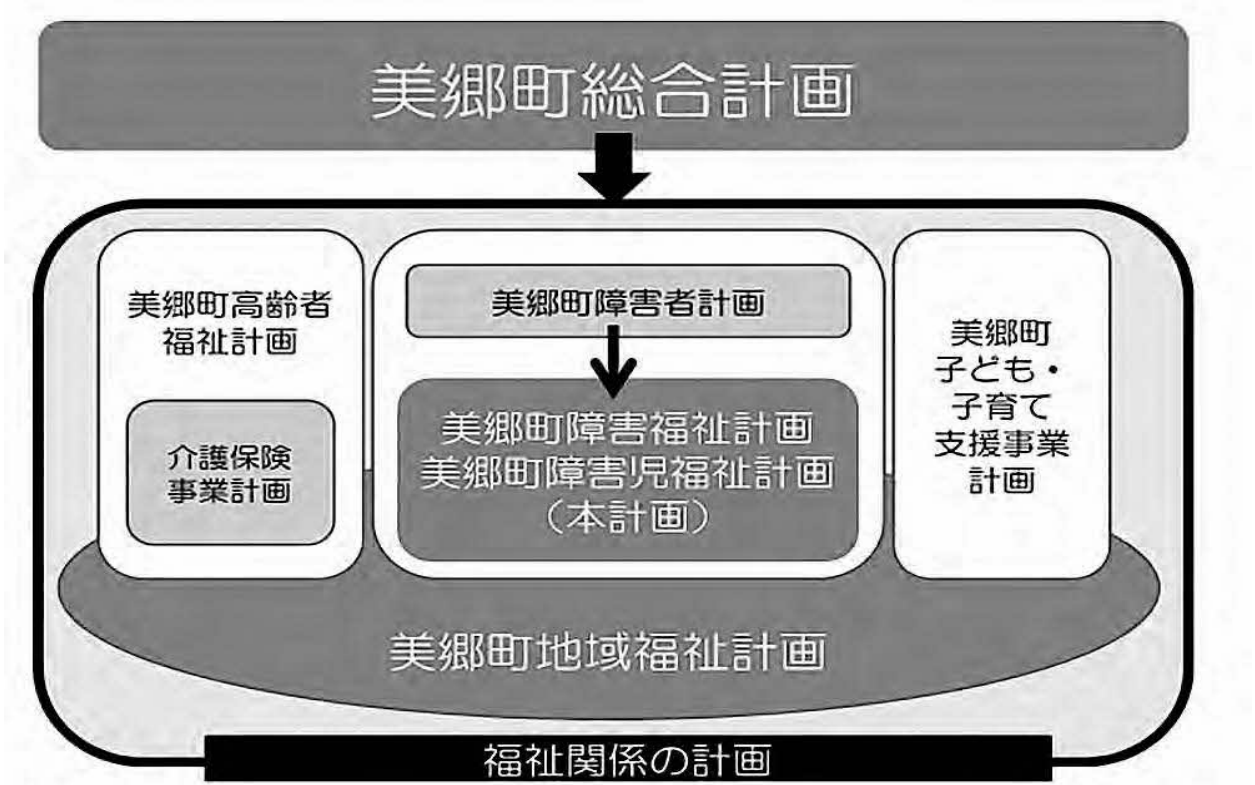 美郷町総合計画
美郷町高齢者
福祉計画
介護保険
事業計画
美郷町障害者計画
美郷町障害福祉計画
美郷町障害児福祉計画
（本計画）
美郷町
子ども・
子育て
支援事業
計画
美郷町地域福祉計画
福祉関係の計画